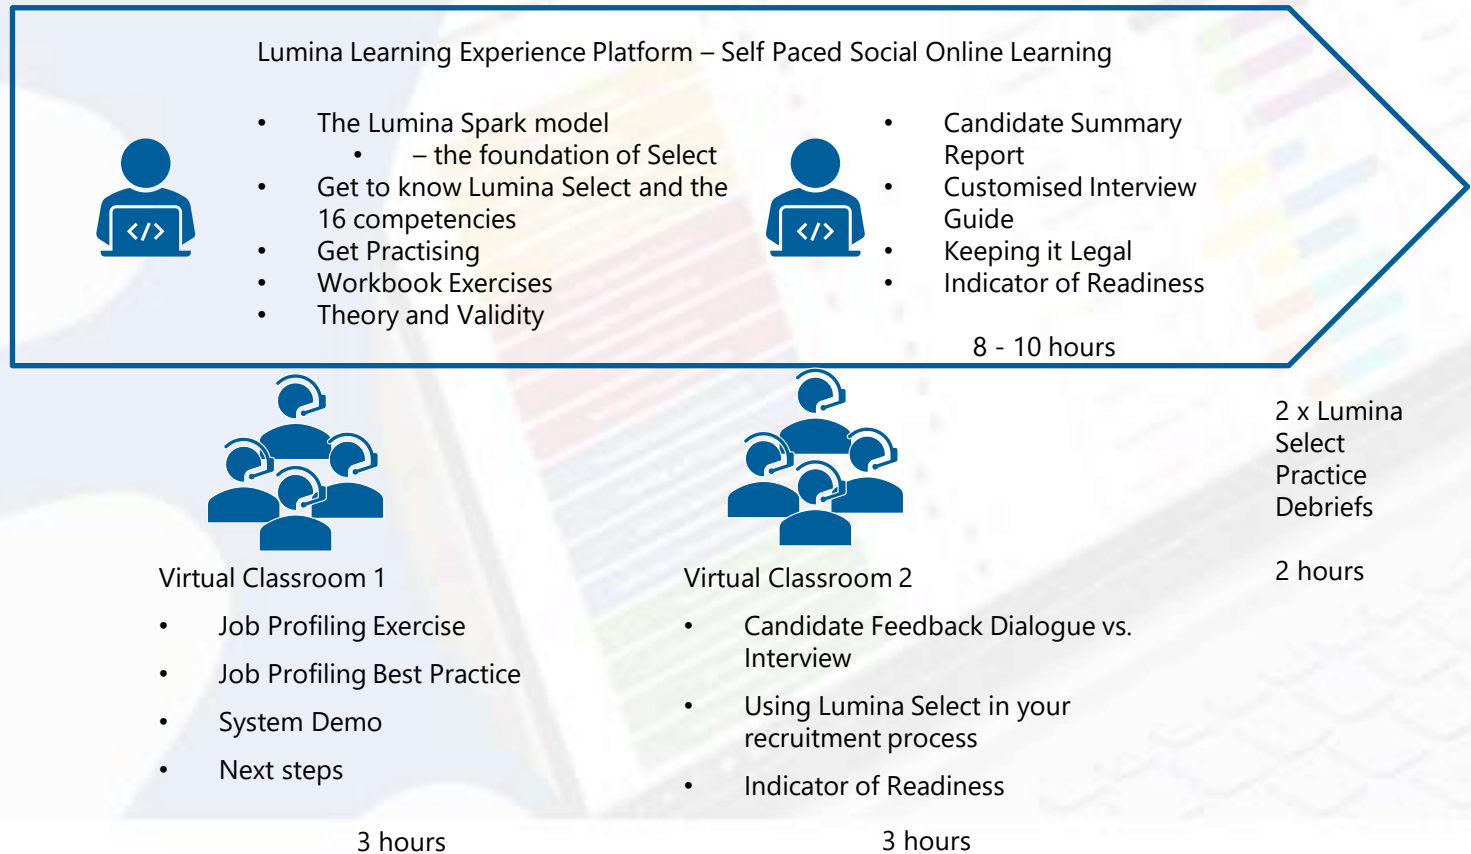 Lumina Learning Experience Platform – Self Paced Social Online Learning
• The Lumina Spark model
• – the foundation of Select
• Get to know Lumina Select and the
16 competencies
• Get Practising
• Workbook Exercises
• Theory and Validity
</>
• Candidate Summary
Report
• Customised Interview
Guide
• Keeping it Legal
• Indicator of Readiness
</>
8 - 10 hours
Virtual Classroom 1
• Job Profiling Exercise
• Job Profiling Best Practice
• System Demo
• Next steps
3 hours
Virtual Classroom 2
• Candidate Feedback Dialogue vs.
Interview
• Using Lumina Select in your
recruitment process
• Indicator of Readiness
3 hours
2 x Lumina
Select
Practice
Debriefs
2 hours